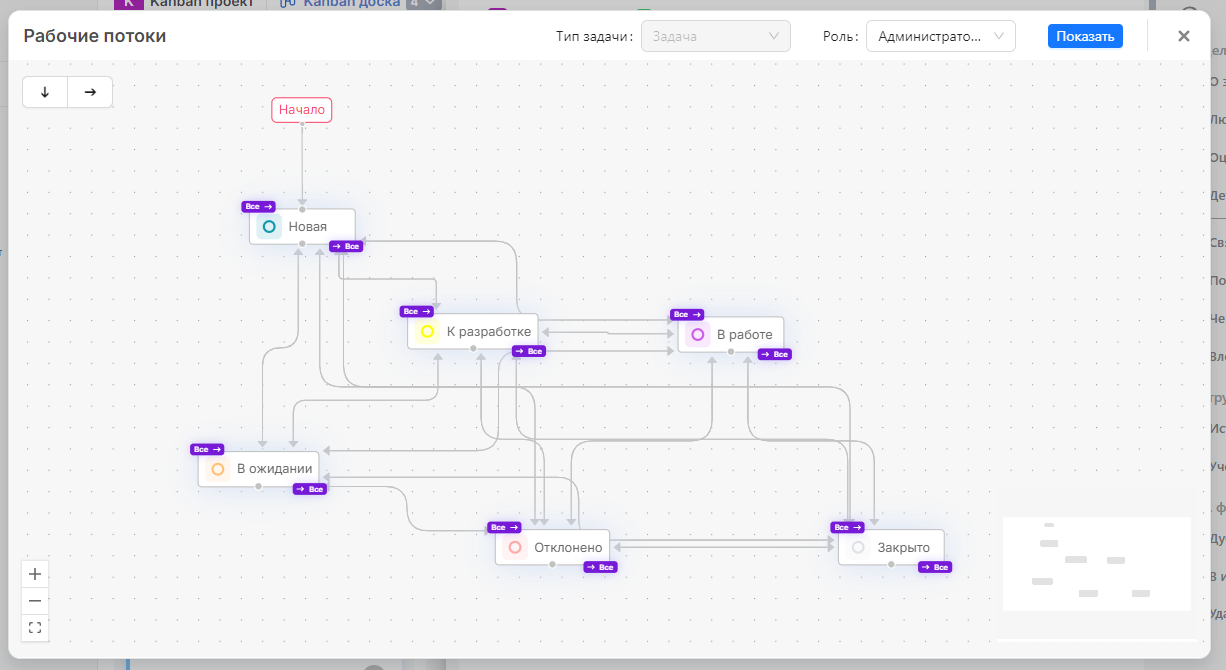 K Kanban проект Kanban доска 4
Рабочие потоки Тип задачи: Задача Роль: Администрато... Показать
Начало
Все →
Новая
→ Все
Все →
К разработке
→ Все
Все →
В работе
→ Все
Все →
В ожидании
→ Все
Все →
Отклонено
→ Все
Все →
Закрыто
→ Все